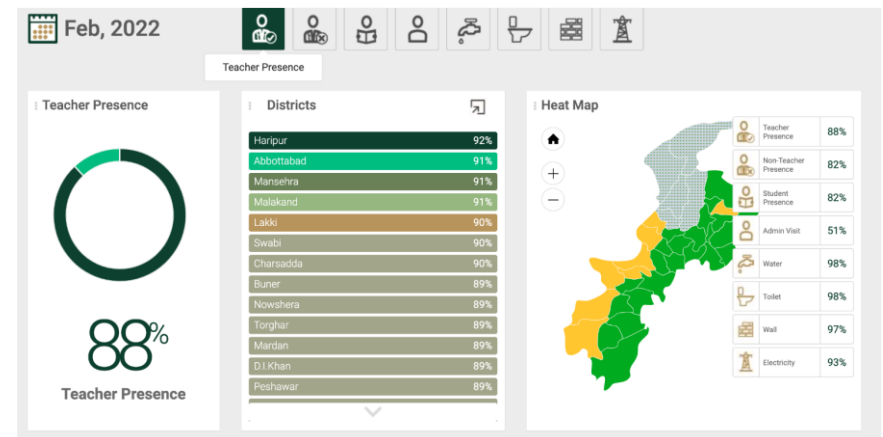 Feb, 2022
Teacher Presence
Teacher Presence
88%
Teacher Presence
Districts
Haripur 92%
Abbottabad 91%
Mansehra 91%
Malakand 91%
Lakki 90%
Swabi 90%
Charsadda 90%
Buner 89%
Nowshera 89%
Torghar 89%
Mardan 89%
D.I.Khan 89%
Peshawar 89%
Heat Map
Teacher
Presence 88%
Non-Teacher
Presence 82%
Student
Presence 82%
Admin Visit 51%
Water 98%
Toilet 98%
Wall 97%
Electricity 93%